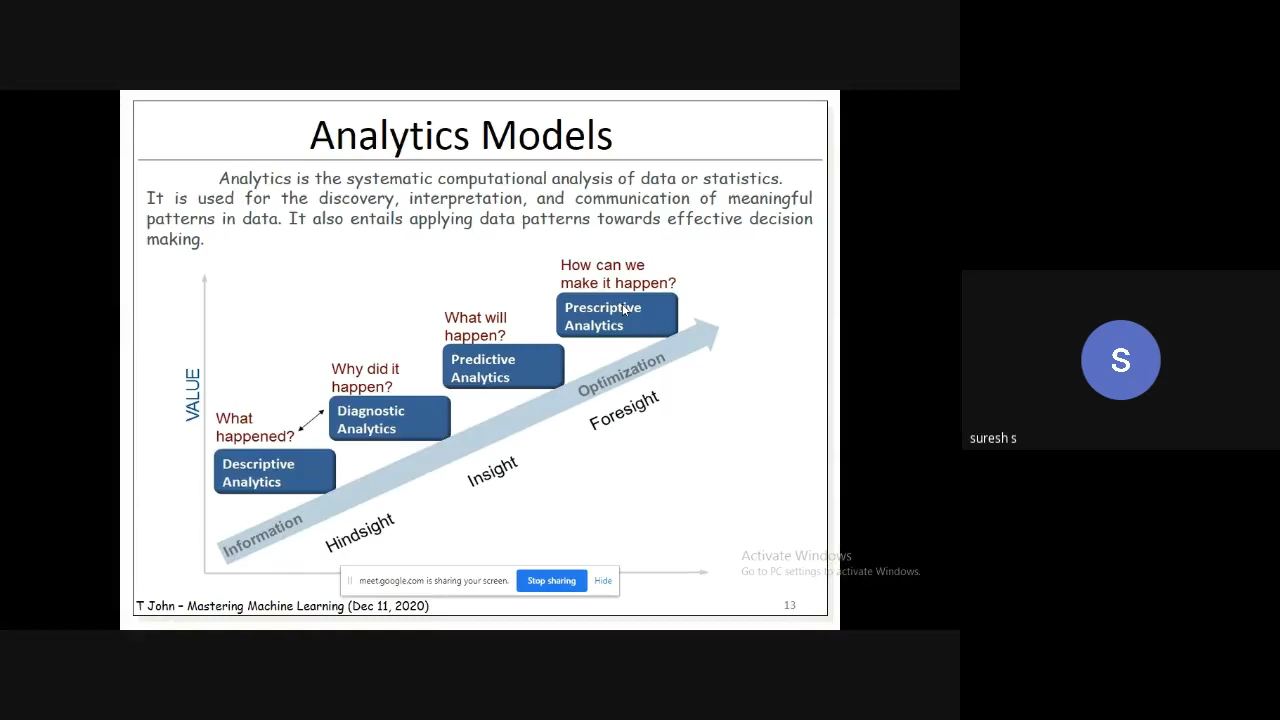 Analytics Models
Analytics is the systematic computational analysis of data or statistics.
It is used for the discovery, interpretation, and communication of meaningful
patterns in data. It also entails applying data patterns towards effective decision
making.
How can we
make it happen?
Prescriptive
Analytics
What will
happen?
Predictive
Analytics
Why did it
happen?
Diagnostic
Analytics
What
happened?
Descriptive
Analytics
VALUE
Information
Optimization
Hindsight
Insight
Foresight
Activate Windows
Go to PC settings to activate Windows.
meet.google.com is sharing your screen.
Stop sharing
Hide
T John – Mastering Machine Learning (Dec 11, 2020)
13
S
suresh s